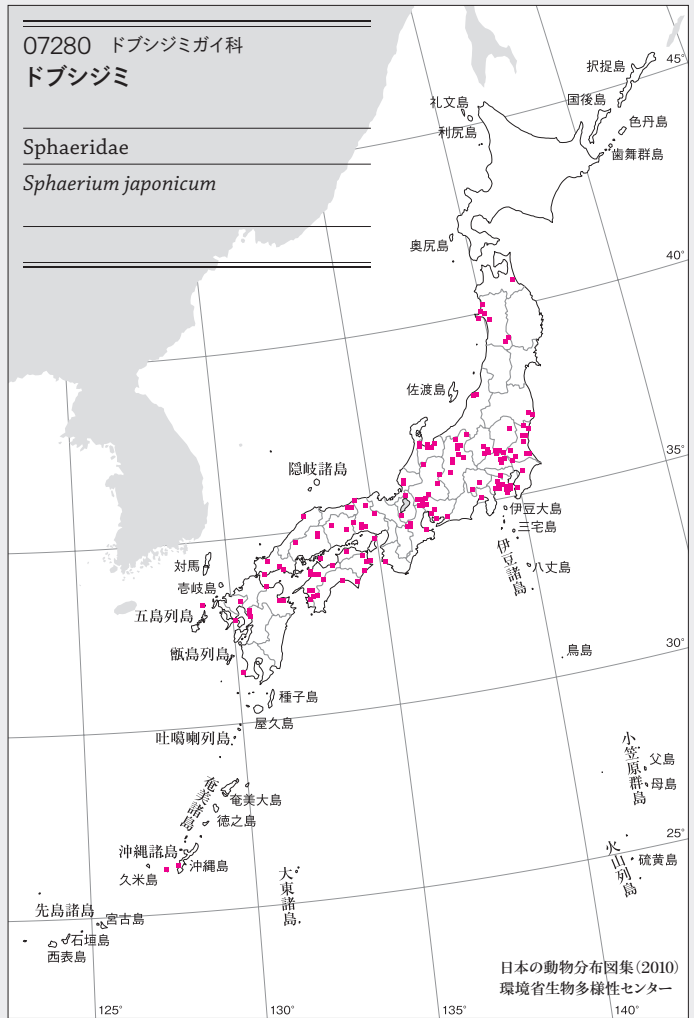 07280 ドブシジミガイ科
ドブシジミ
Sphaeridae
Sphaerium japonicum
45°
択捉島
国後島
礼文島
色丹島
利尻島
歯舞群島
奥尻島
40°
佐渡島
35°
隠岐諸島
伊豆大島
三宅島
伊豆諸島
八丈島
対馬
壱岐島
五島列島
鳥島
30°
甑島列島
種子島
屋久島
吐噶喇列島
小笠原群島
父島
母島
奄美諸島
奄美大島
徳之島
25°
沖縄諸島
沖縄島
久米島
火山列島
硫黄島
大東諸島
先島諸島
宮古島
石垣島
西表島
日本の動物分布図集(2010)
環境省生物多様性センター
125°
130°
135°
140°